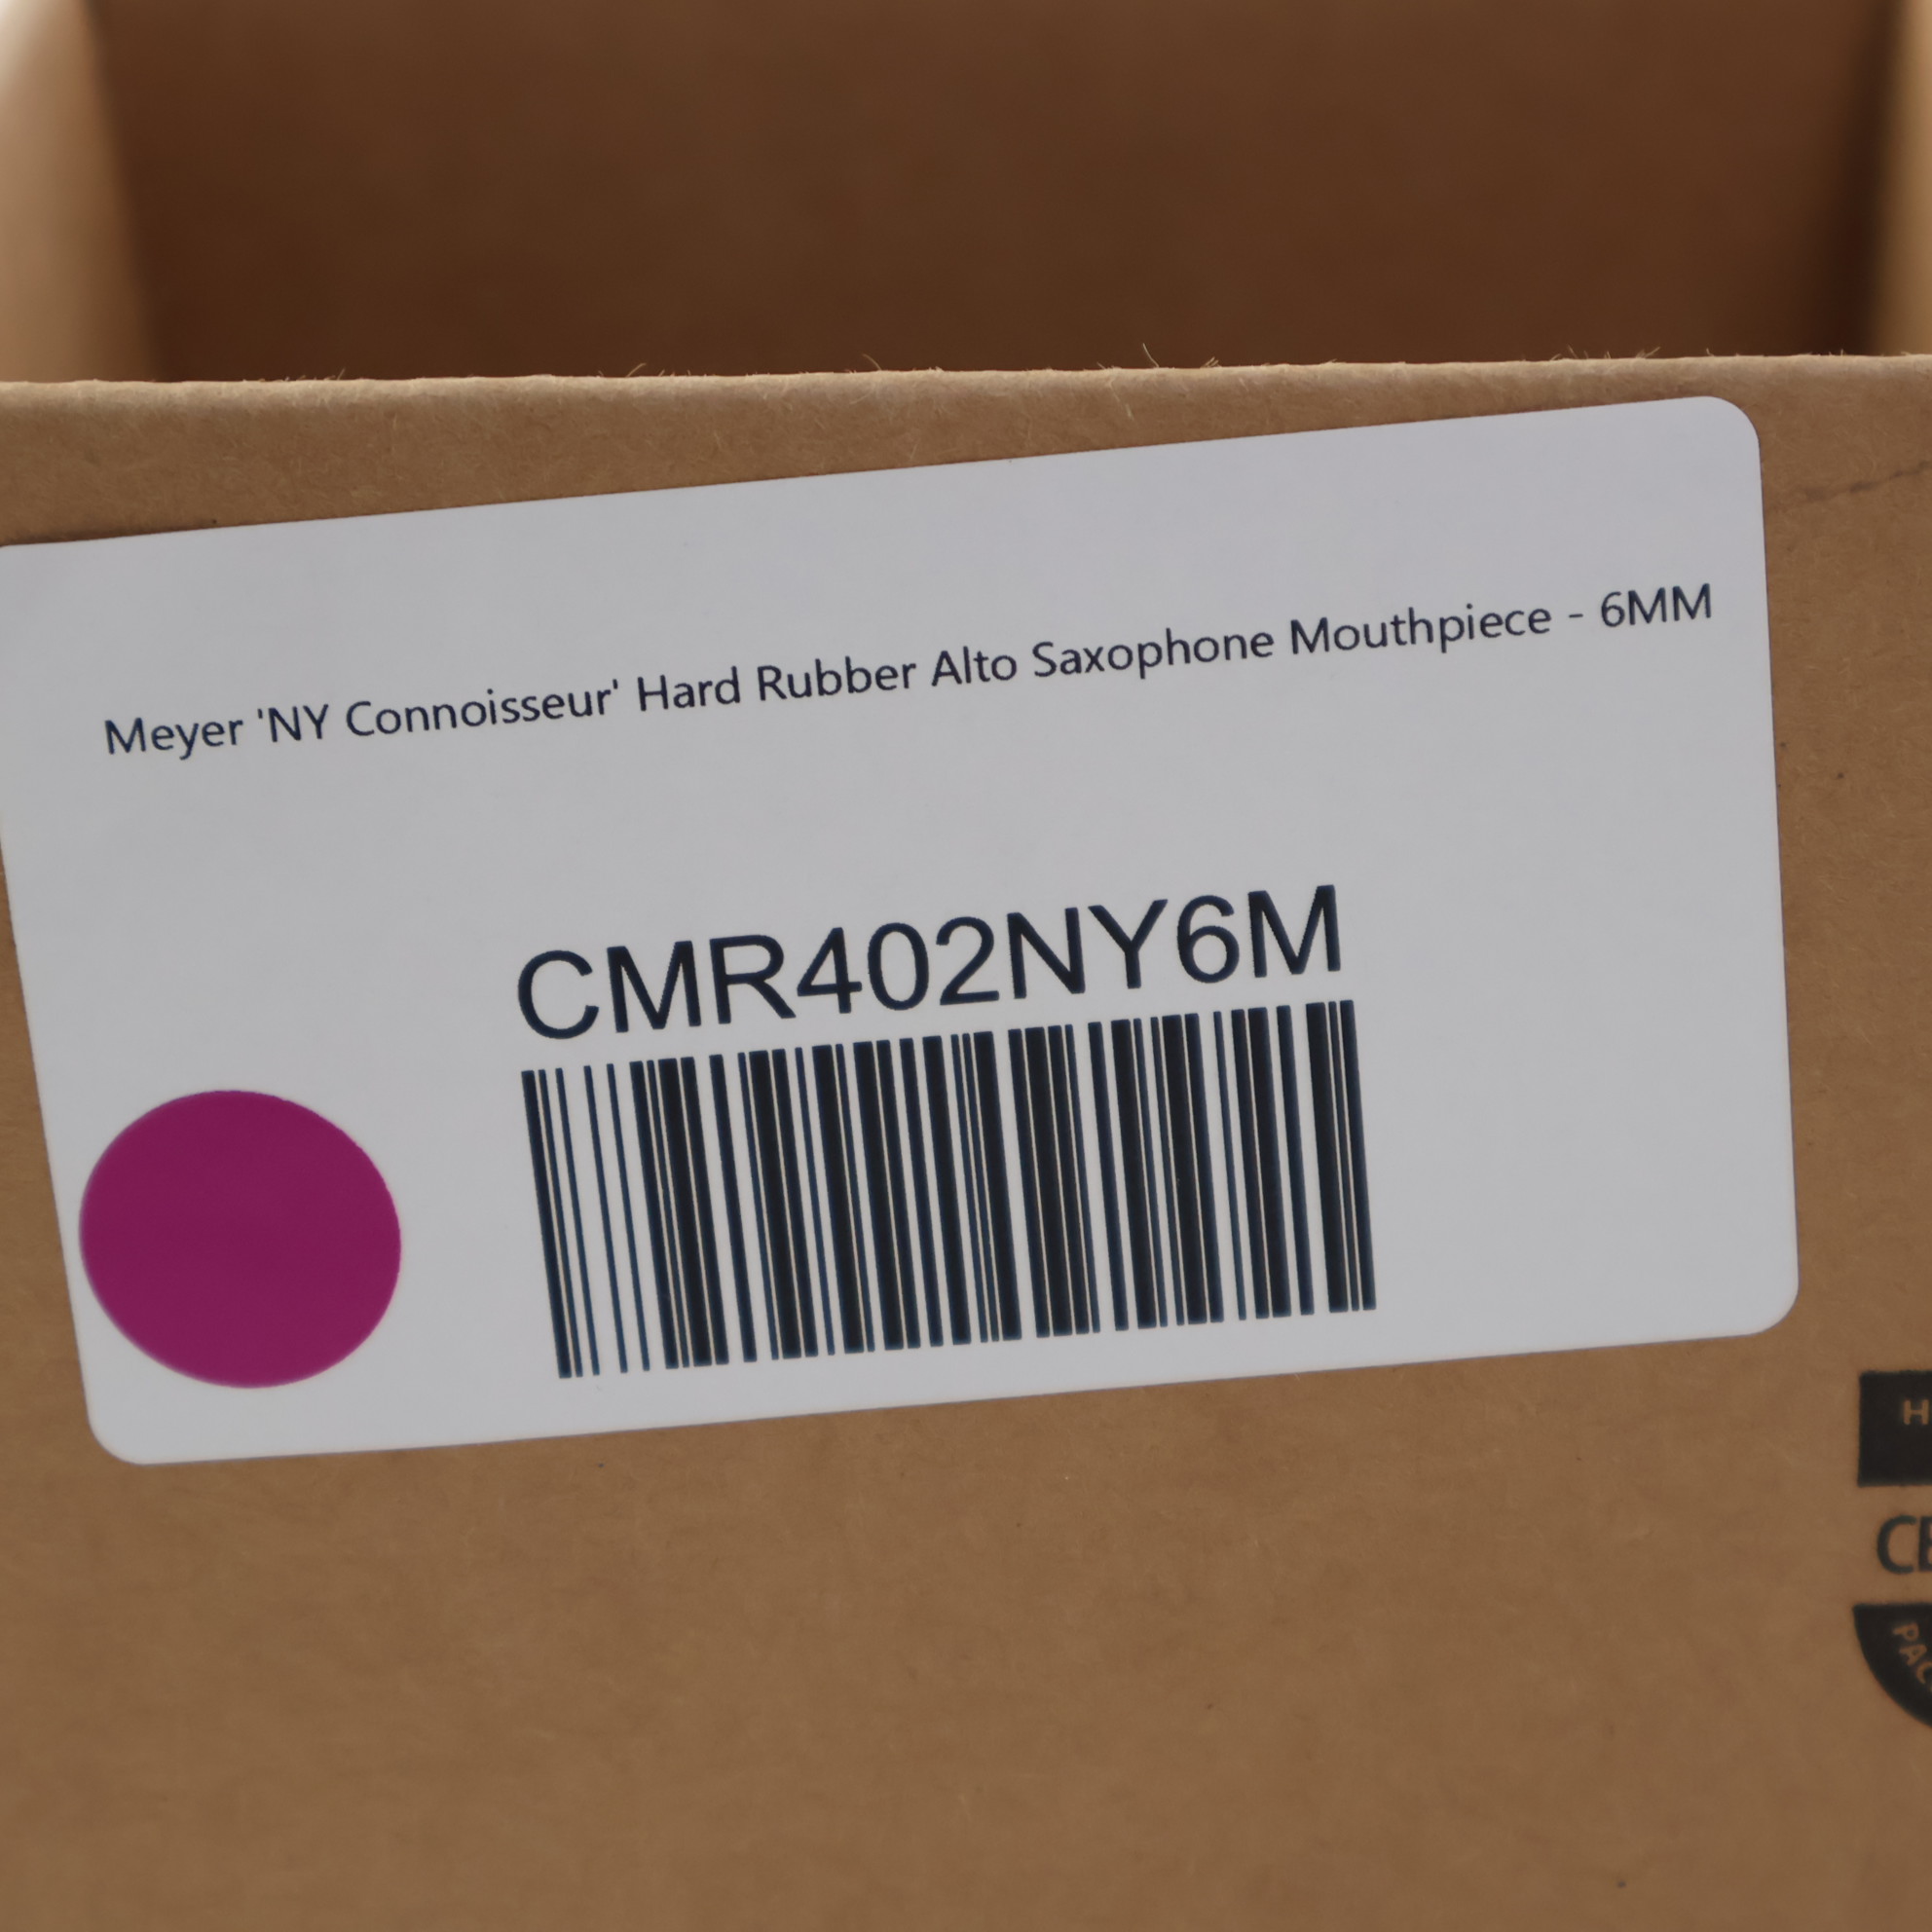 Meyer 'NY Connoisseur' Hard Rubber Alto Saxophone Mouthpiece - 6MM
CMR402NY6M